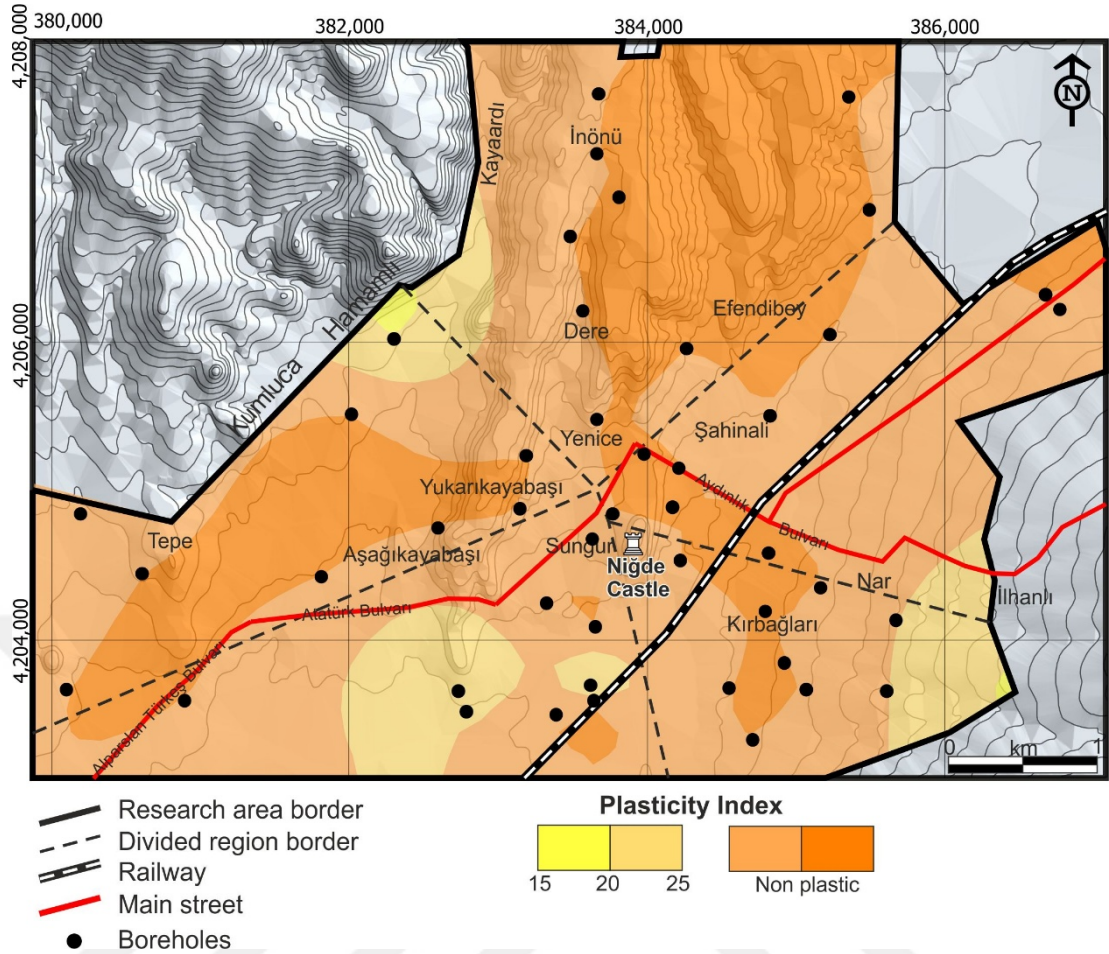 380,000 382,000 384,000 386,000
4,208,000
4,206,000
4,204,000
N
Kayaardı
İnönü
Hamamlı
Dere
Efendibey
Kumluca
Yenice
Şahinali
Yukarıkayabaşı
Aydınlık
Bulvarı
Tepe
Aşağıkayabaşı
Sungur
Niğde
Castle
Nar
İlhanlı
Atatürk Bulvarı
Kırbağları
Alparslan Türkeş Bulvarı
0 km 1
Research area border
Divided region border
Railway
Main street
Boreholes
Plasticity Index
15 20 25
Non plastic